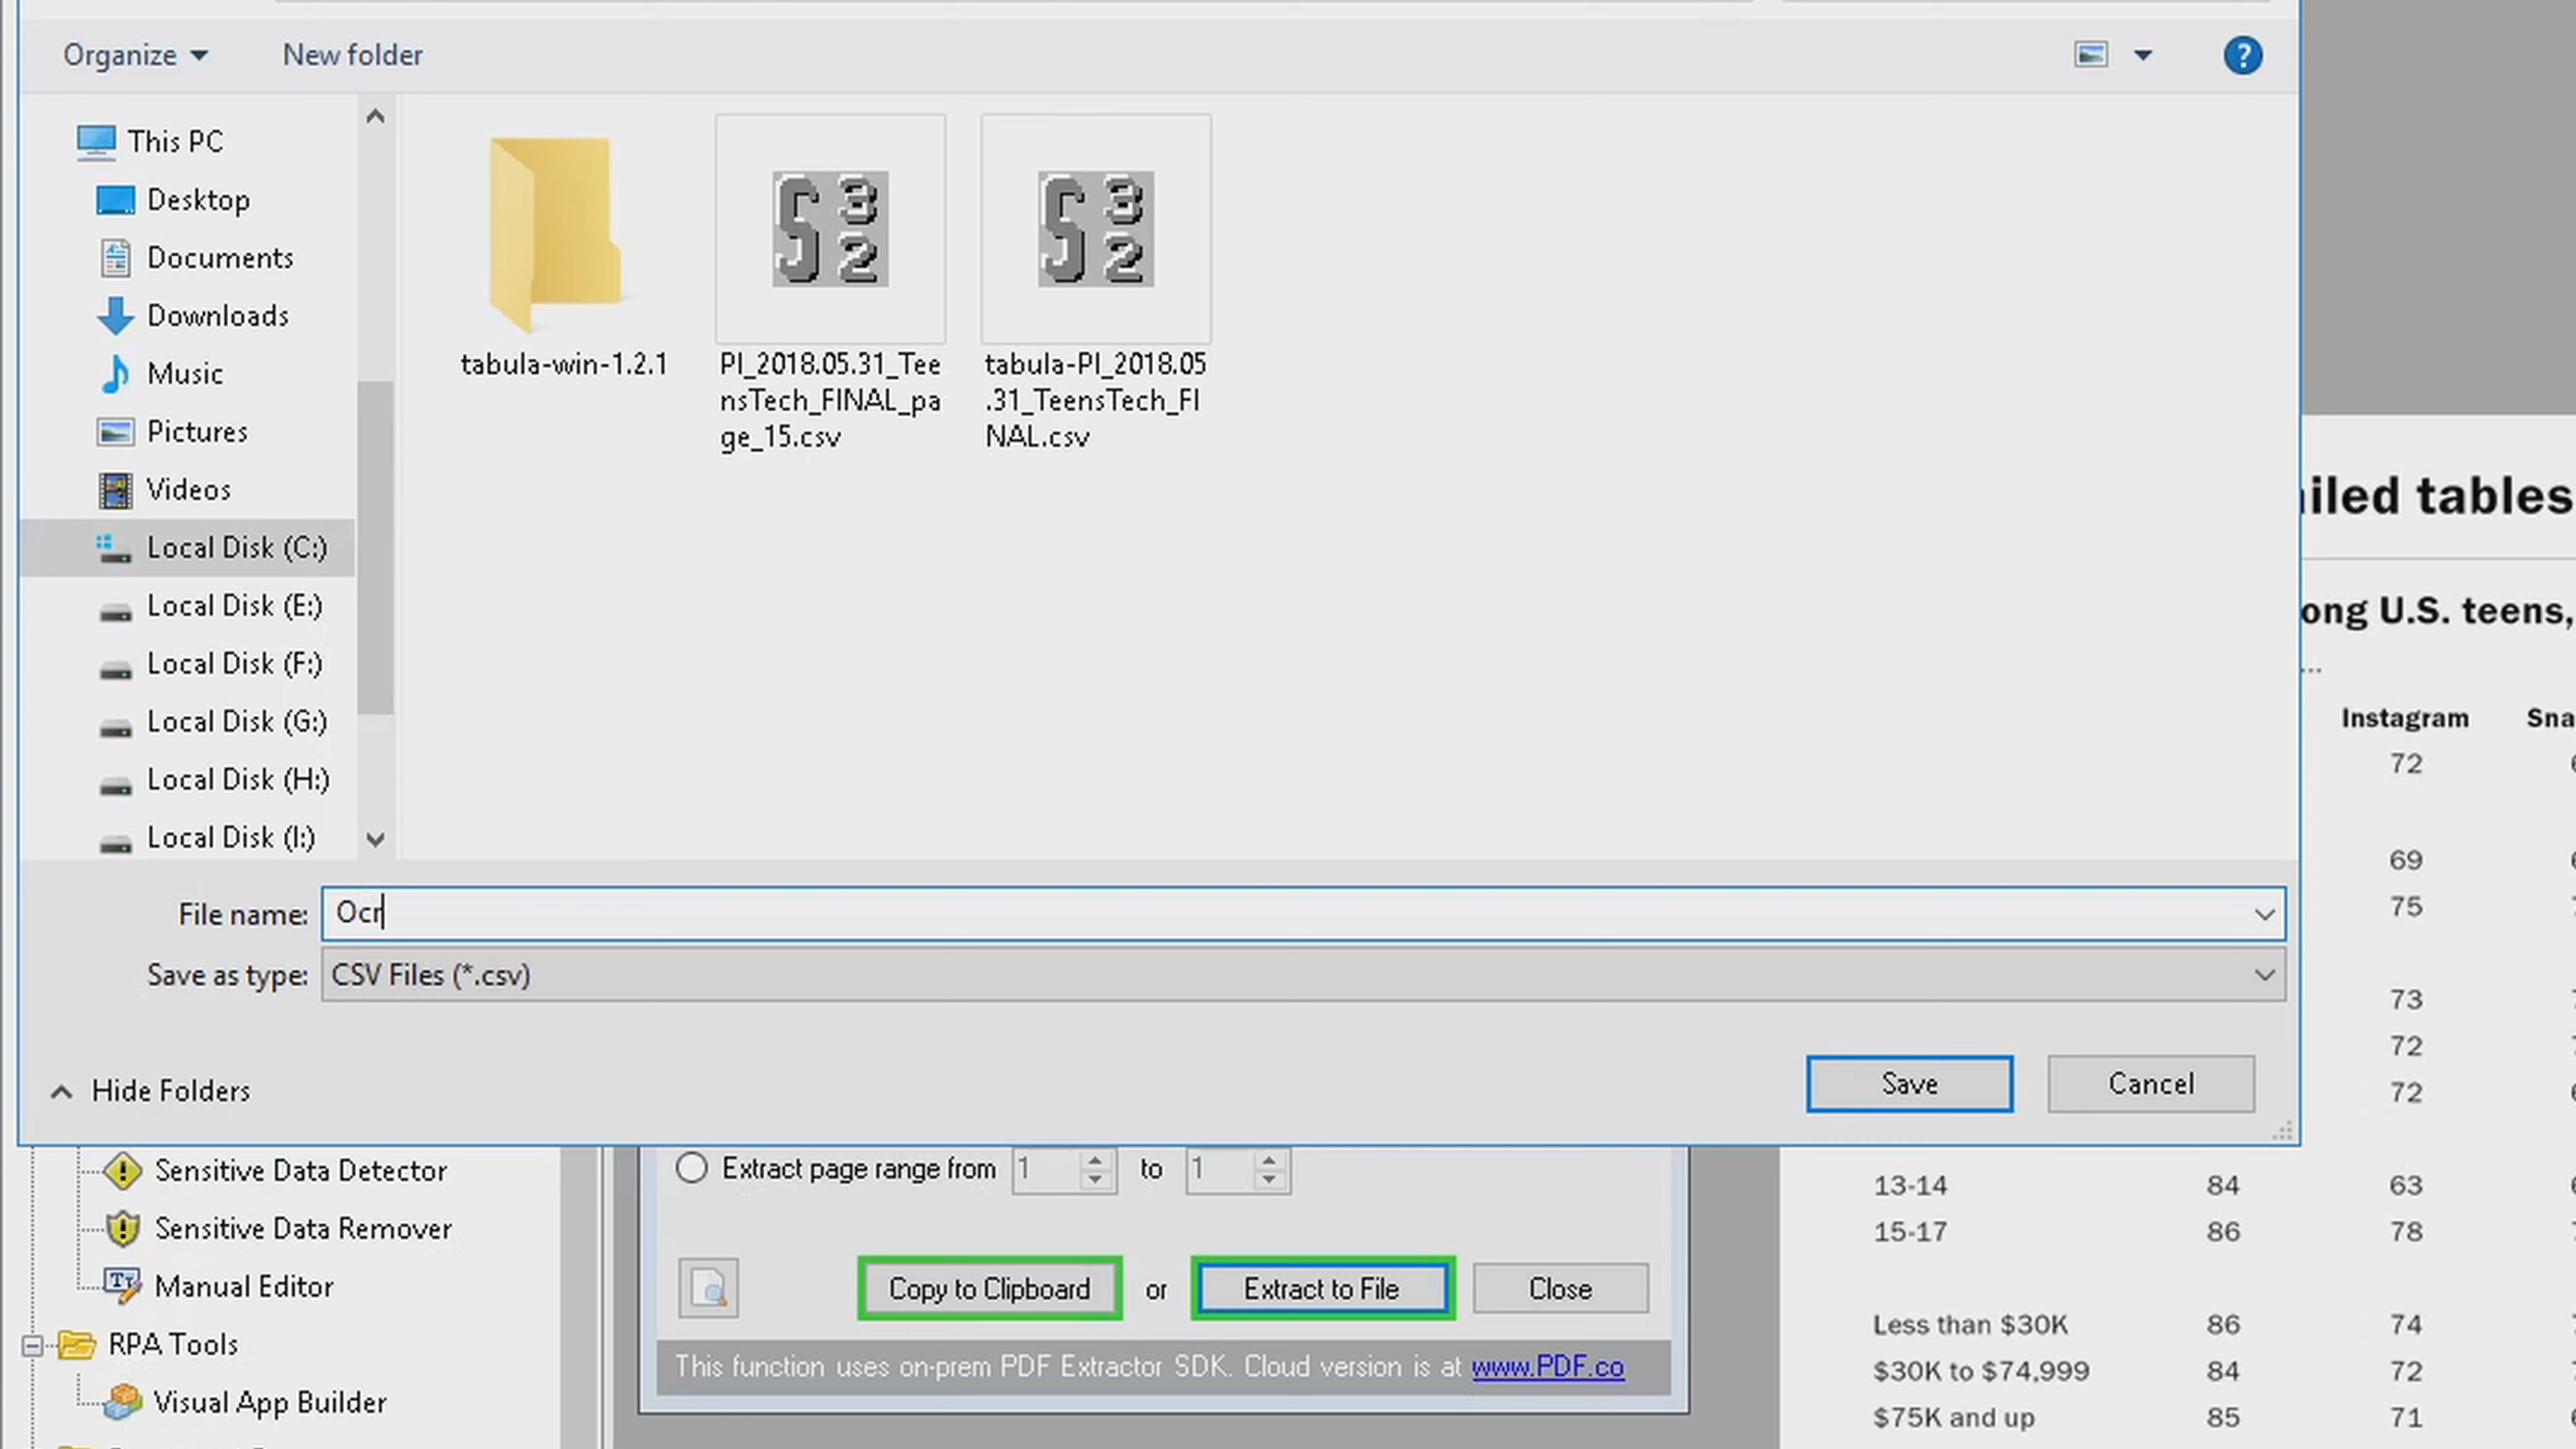 Organize
New folder
This PC
Desktop
Documents
Downloads
Music
Pictures
Videos
Local Disk (C:)
Local Disk (E:)
Local Disk (F:)
Local Disk (G:)
Local Disk (H:)
Local Disk (I:)
tabula-win-1.2.1
PI_2018.05.31_Tee
nsTech_FINAL_pa
ge_15.csv
tabula-PI_2018.05
.31_TeensTech_FI
NAL.csv
File name: Ocr
Save as type: CSV Files (*.csv)
Hide Folders
Save
Cancel
iled tables
ong U.S. teens,
...
Instagram Sna
72
69
75
73
72
72
13-14 84 63
15-17 86 78
Less than $30K 86 74
$30K to $74,999 84 72
$75K and up 85 71
Sensitive Data Detector
Sensitive Data Remover
Manual Editor
RPA Tools
Visual App Builder
Extract page range from 1 to 1
Copy to Clipboard or Extract to File Close
This function uses on-prem PDF Extractor SDK. Cloud version is at www.PDF.co